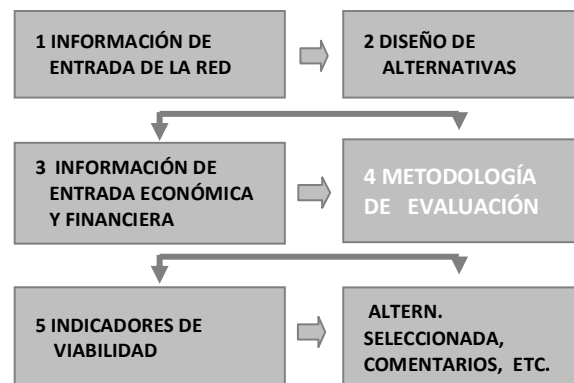 1 INFORMACIÓN DE
ENTRADA DE LA RED
2 DISEÑO DE
ALTERNATIVAS
3 INFORMACIÓN DE
ENTRADA ECONÓMICA
Y FINANCIERA
4 METODOLOGÍA
DE EVALUACIÓN
5 INDICADORES DE
VIABILIDAD
ALTERN.
SELECCIONADA,
COMENTARIOS, ETC.